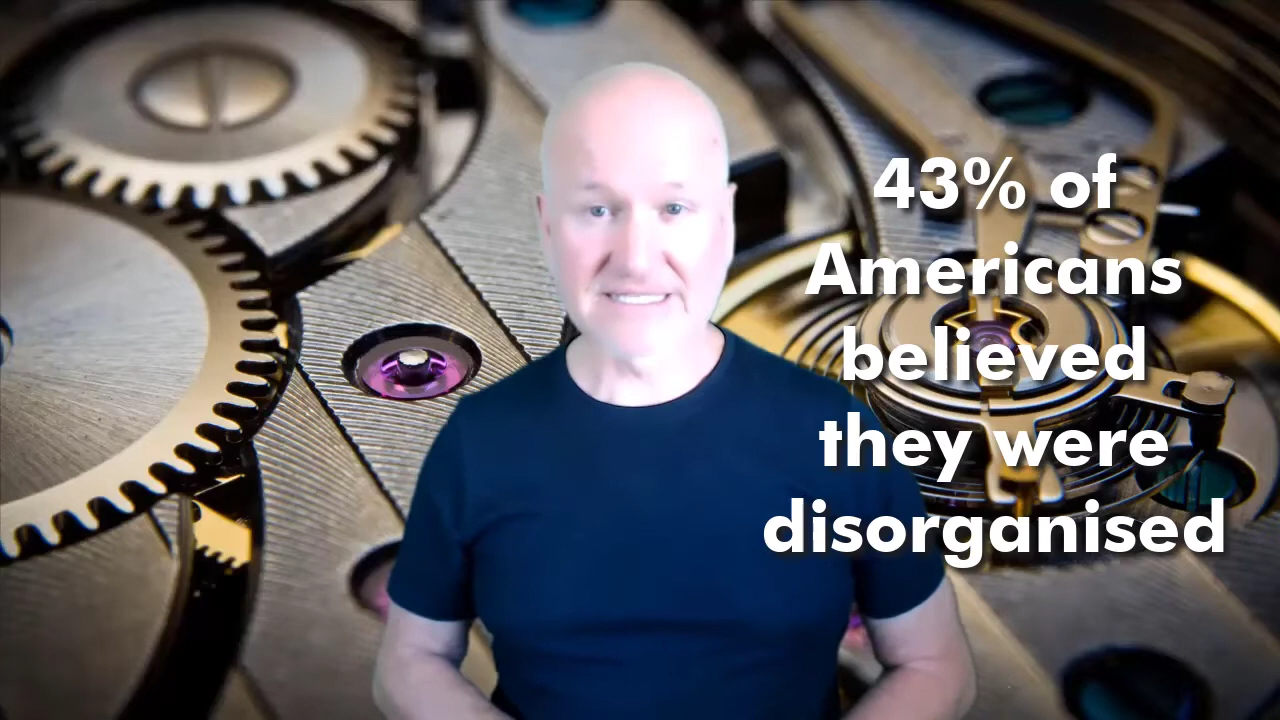 43% of
Americans
believed
they were
disorganised